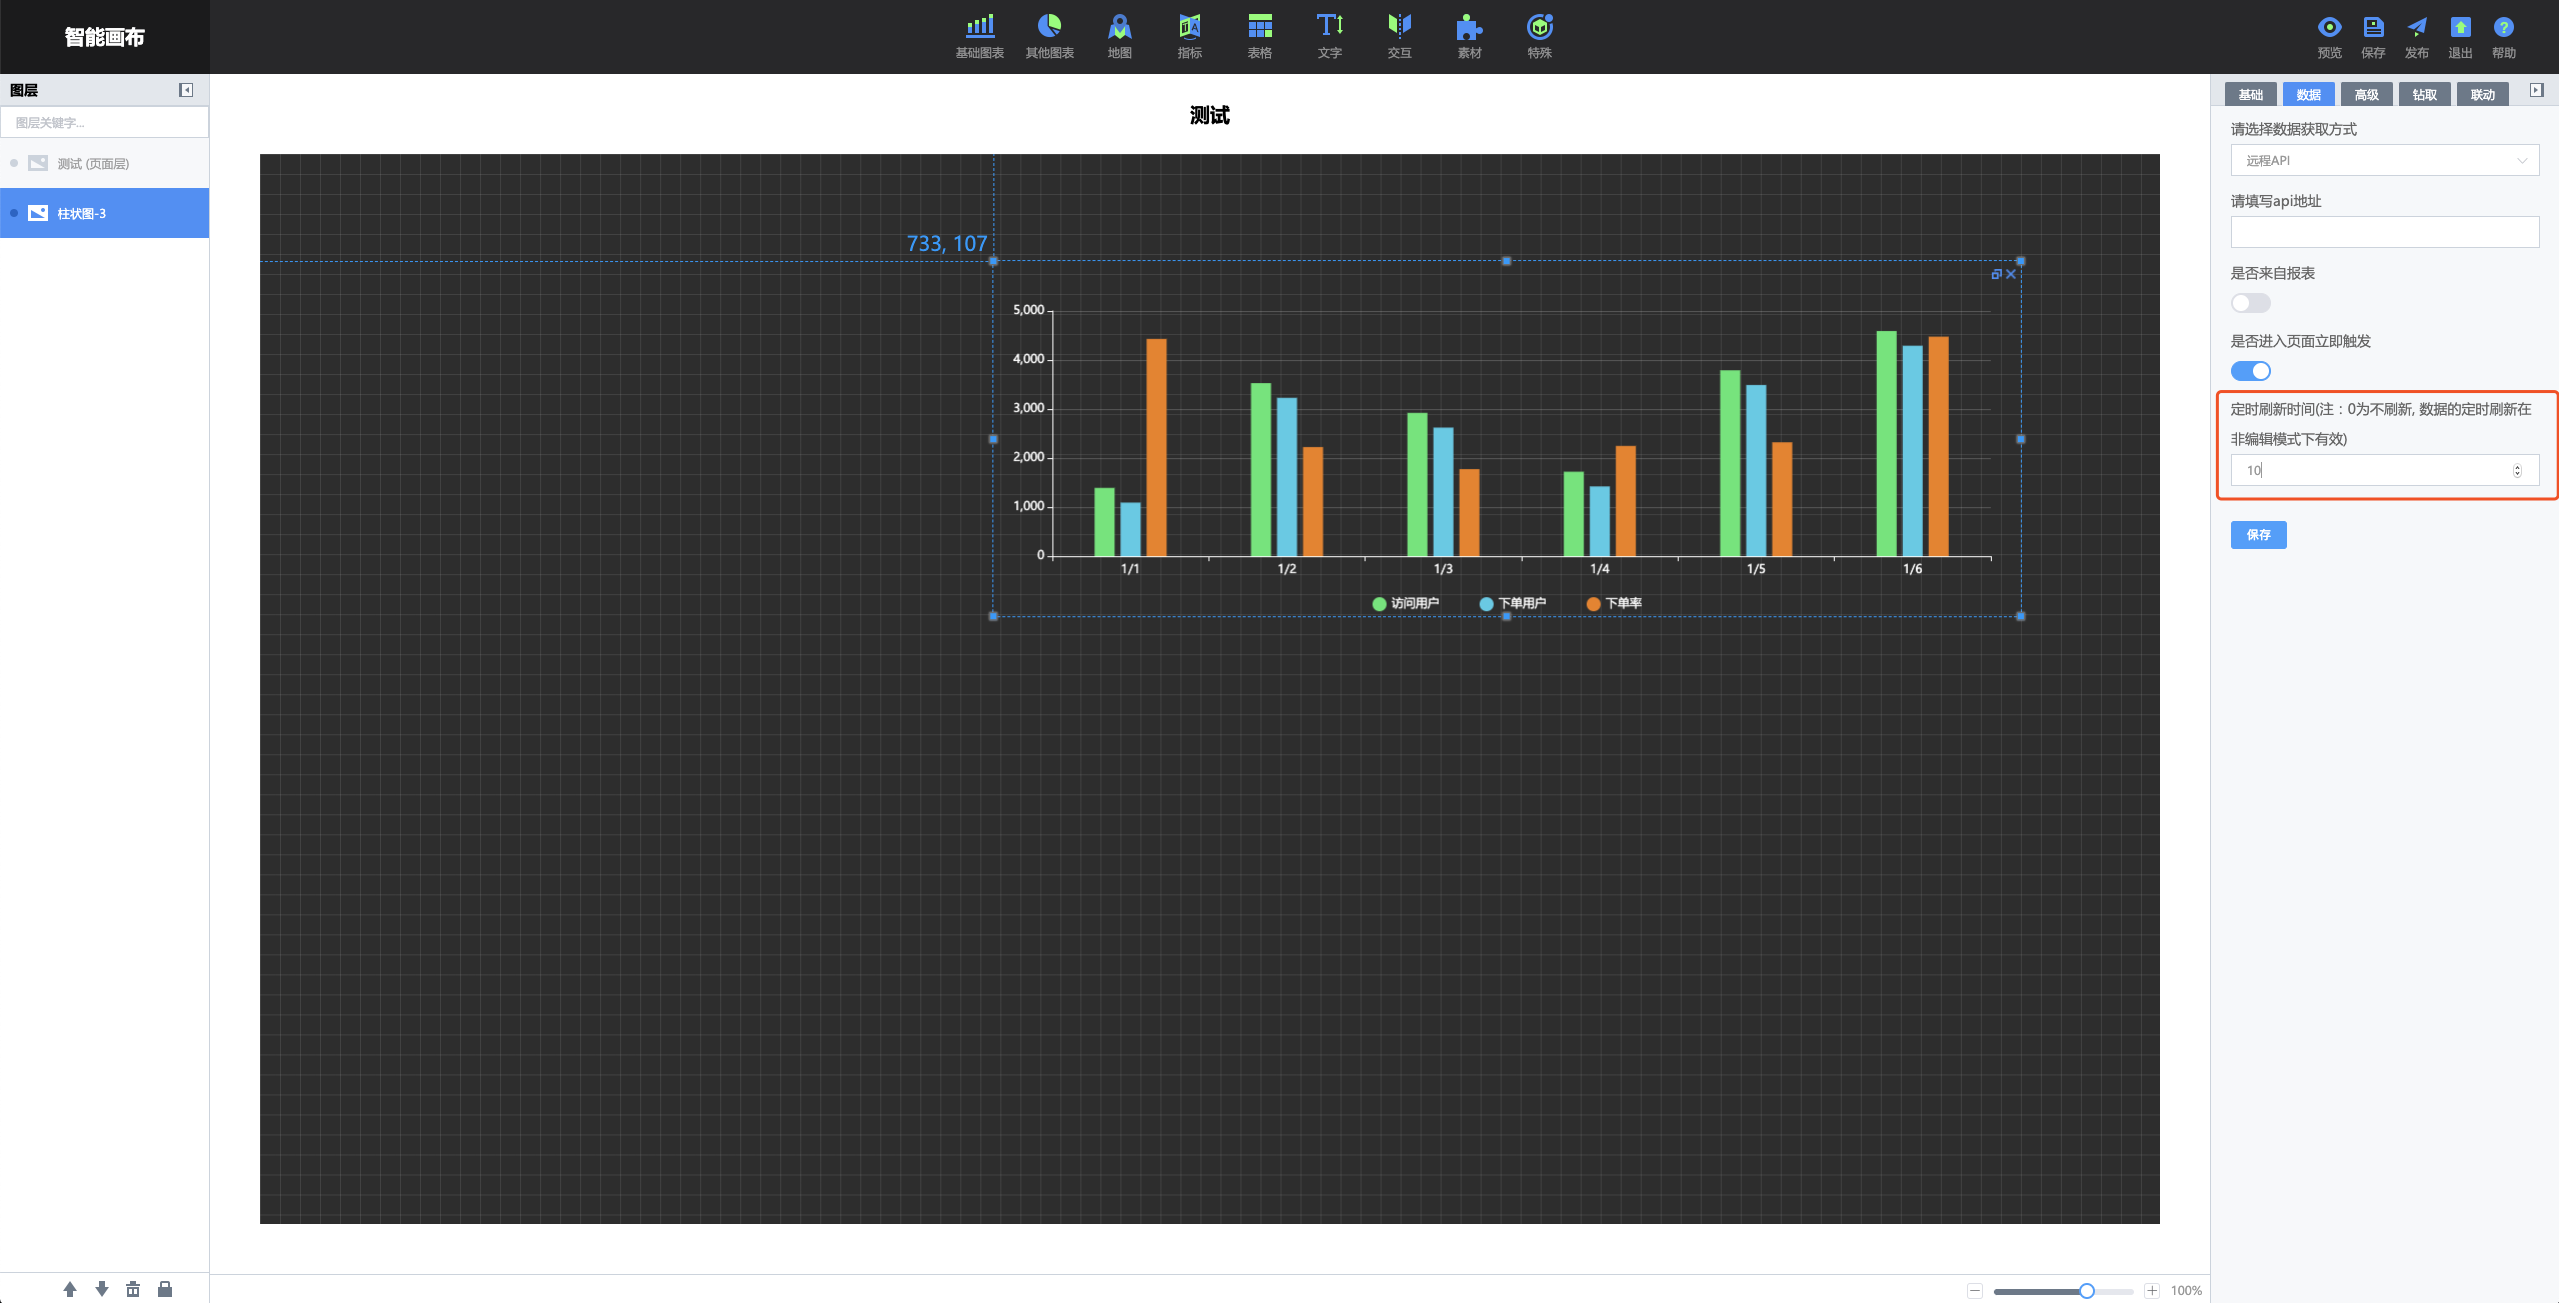 智能画布
基础图表 其他图表 地图 指标 表格 文字 交互 素材 特殊
预览 保存 发布 退出 帮助
图层
图层关键字...
测试 (页面层)
柱状图-3
测试
733, 107
5,000
4,000
3,000
2,000
1,000
0
1/1 1/2 1/3 1/4 1/5 1/6
访问用户 下单用户 下单率
基础 数据 高级 钻取 联动
请选择数据获取方式
远程API
请填写api地址
是否来自报表
是否进入页面立即触发
定时刷新时间(注：0为不刷新, 数据的定时刷新在
非编辑模式下有效)
10
保存
100%